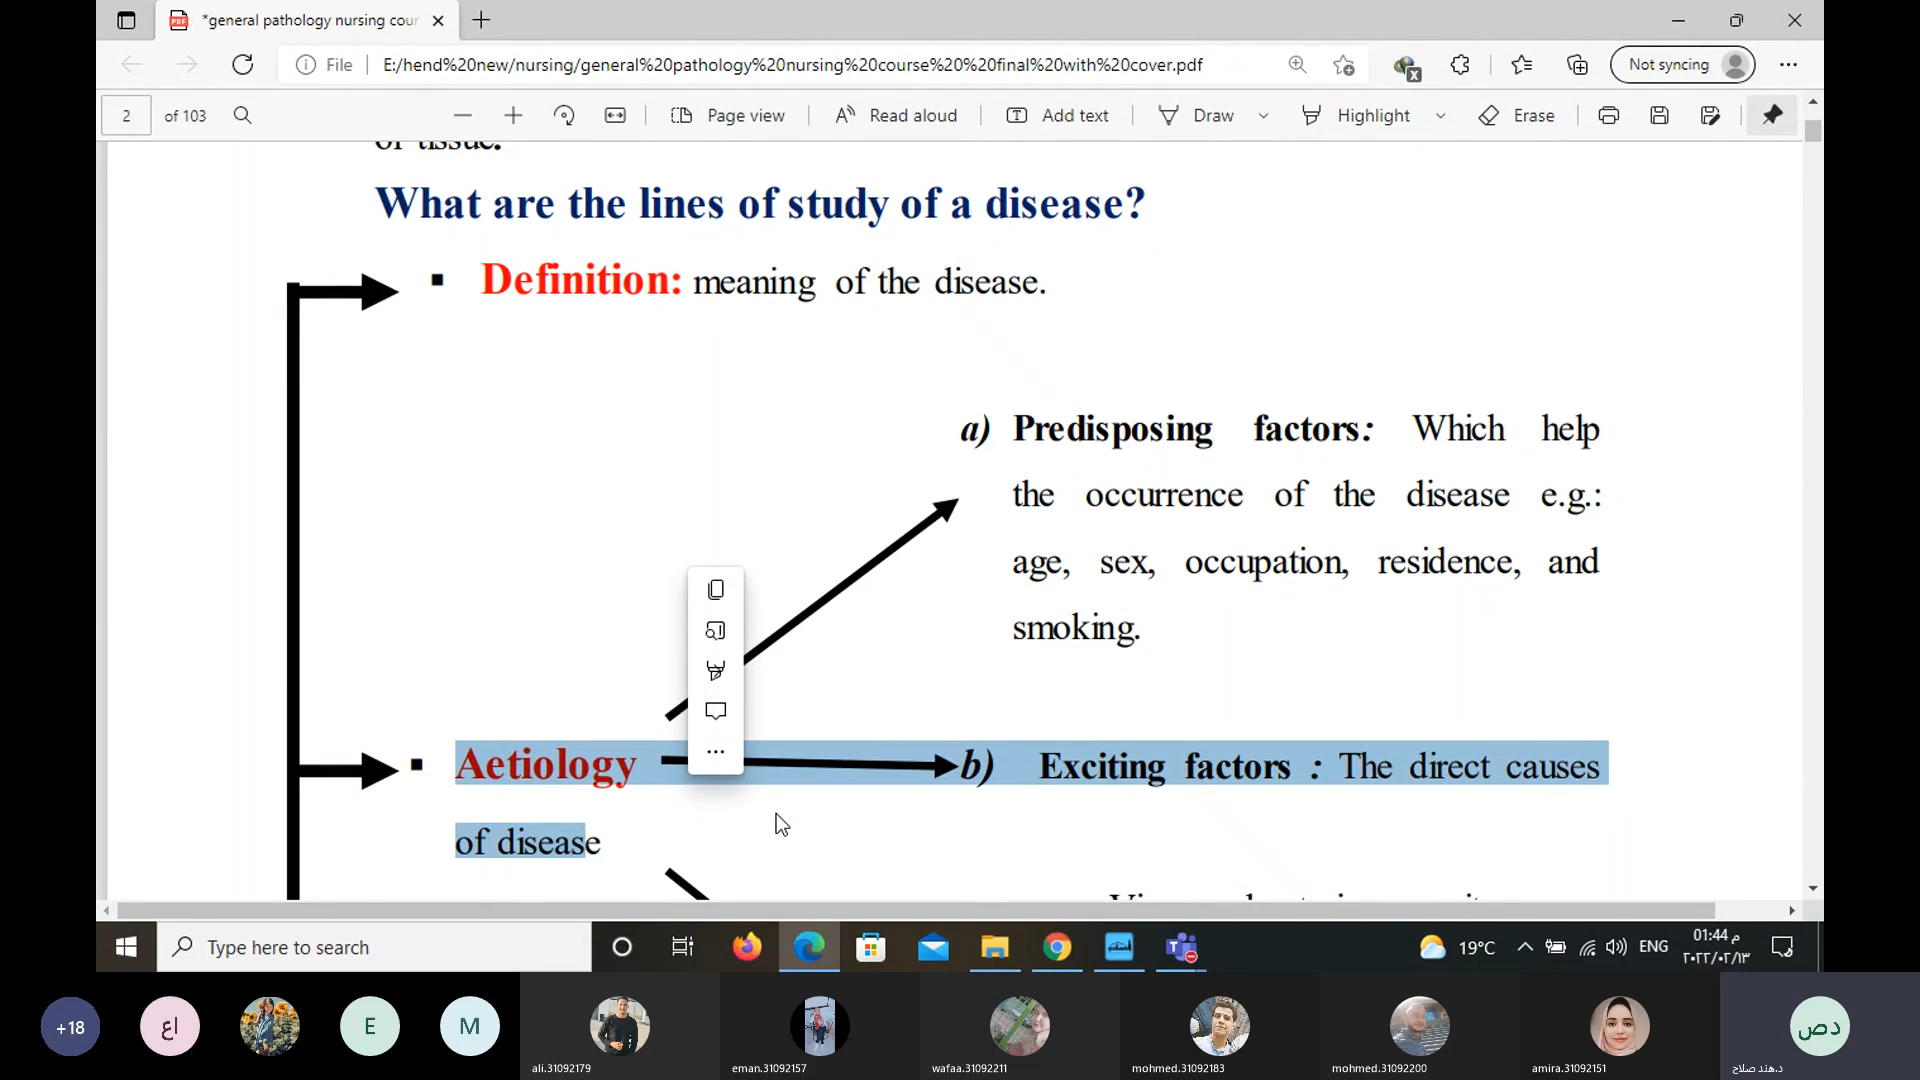 *general pathology nursing cour
File
E:/hend%20new/nursing/general%20pathology%20nursing%20course%20%20final%20with%20cover.pdf
Not syncing
2 of 103
Page view
Read aloud
Add text
Draw
Highlight
Erase
or tissue.
What are the lines of study of a disease?
Definition: meaning of the disease.
a) Predisposing factors: Which help
the occurrence of the disease e.g.:
age, sex, occupation, residence, and
smoking.
Aetiology b) Exciting factors : The direct causes
of disease
Type here to search
19°C
ENG
01:44 م
٢٠٢٢/٠٢/١٣
+18
اع
E
M
دص
ali.31092179
eman.31092157
wafaa.31092211
mohmed.31092183
mohmed.31092200
amira.31092151
د.هند صلاح